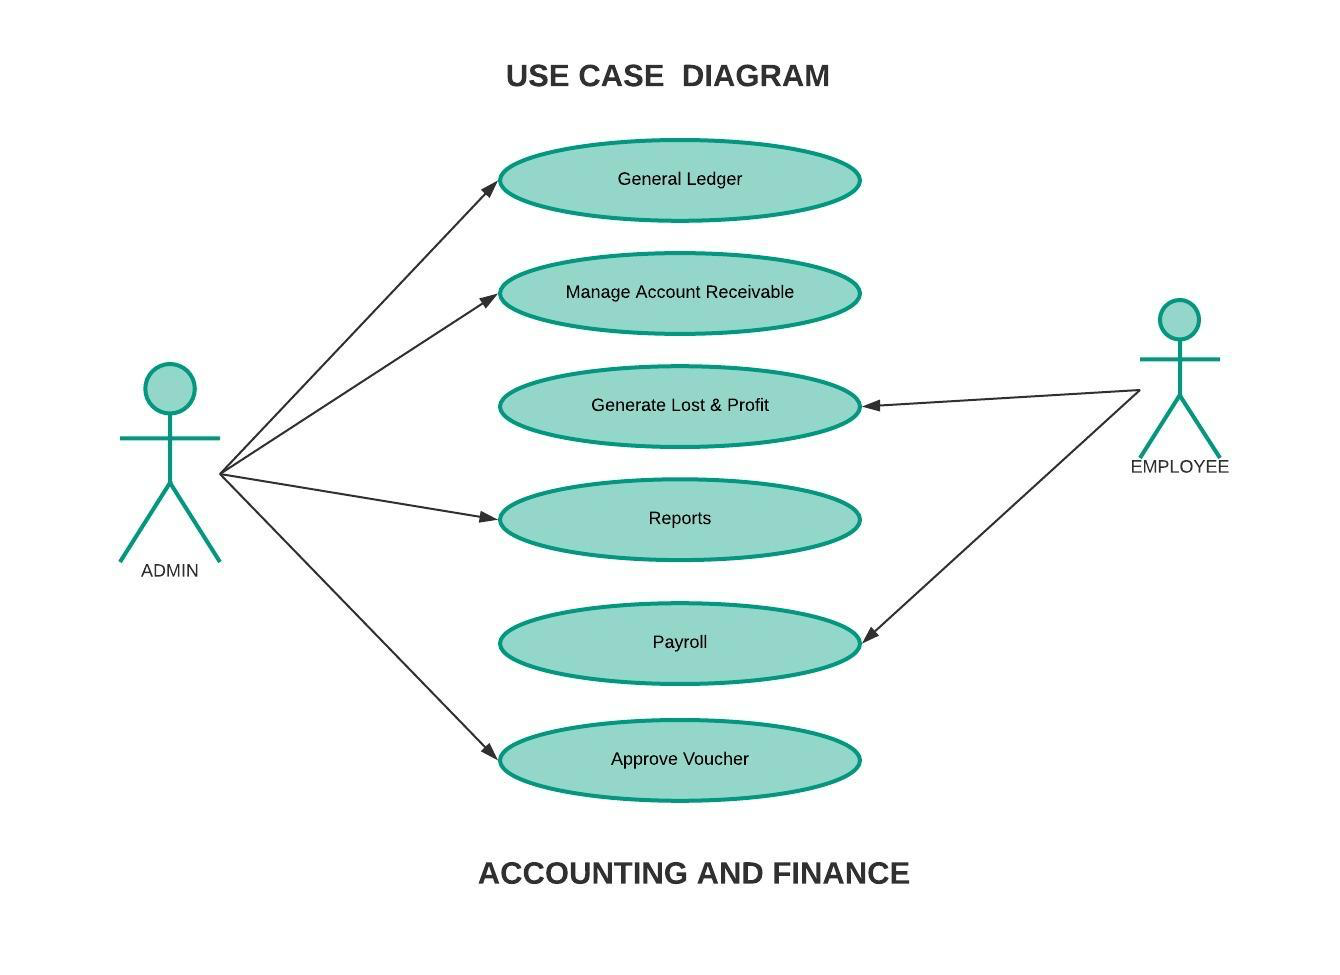 USE CASE DIAGRAM
General Ledger
Manage Account Receivable
Generate Lost & Profit
Reports
Payroll
Approve Voucher
ADMIN
EMPLOYEE
ACCOUNTING AND FINANCE